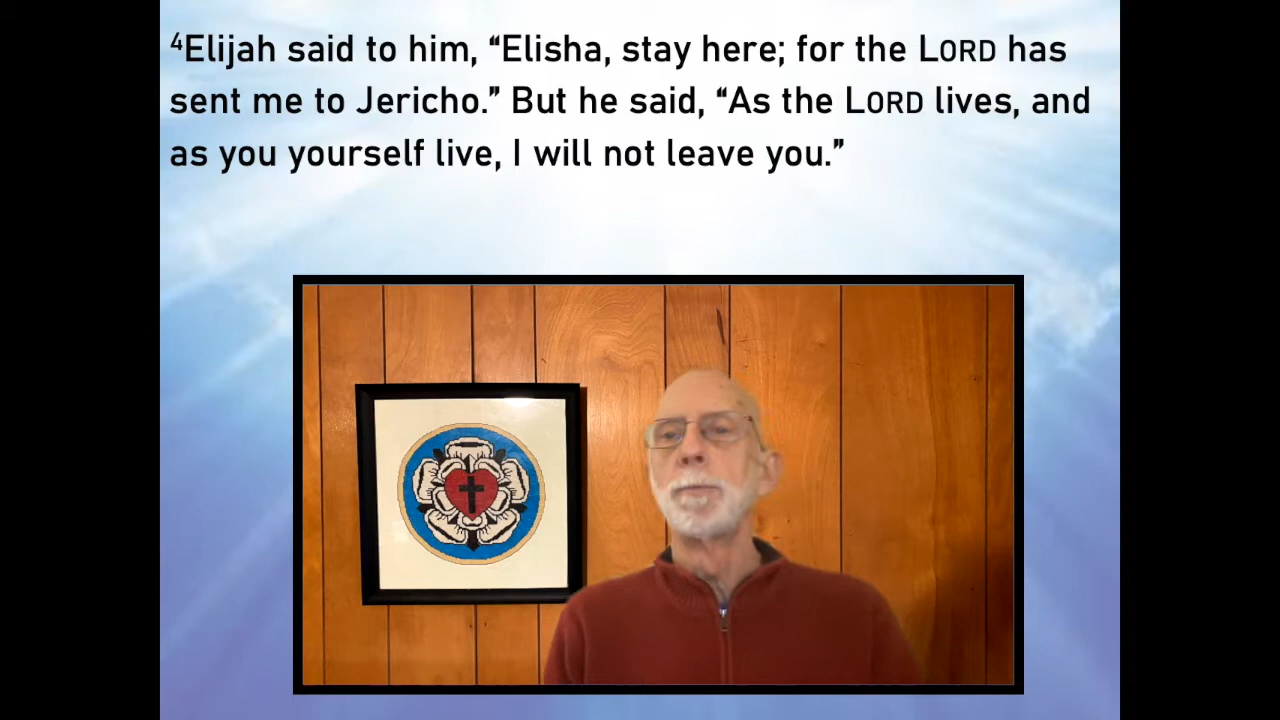 ⁴Elijah said to him, “Elisha, stay here; for the LORD has
sent me to Jericho.” But he said, “As the LORD lives, and
as you yourself live, I will not leave you.”